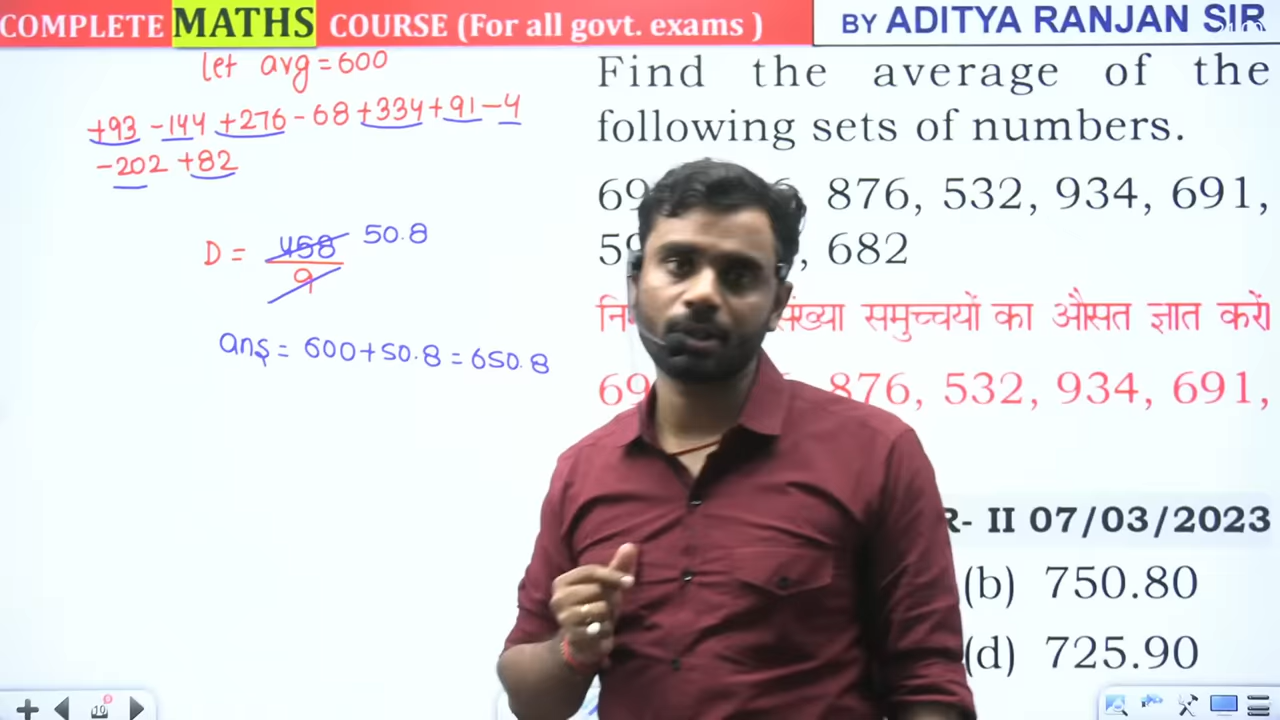 COMPLETE MATHS COURSE (For all govt. exams )
BY ADITYA RANJAN SIR
let avg = 600
+93 -144 +276 - 68 +334 + 91 - 4
- 202 +82
D = 458/9 50.8
ans = 600 + 50.8 = 650.8
Find the average of the
following sets of numbers.
876, 532, 934, 691,
682
संख्या समुच्चयों का औसत ज्ञात करें
876, 532, 934, 691,
II 07/03/2023
(b) 750.80
(d) 725.90
19